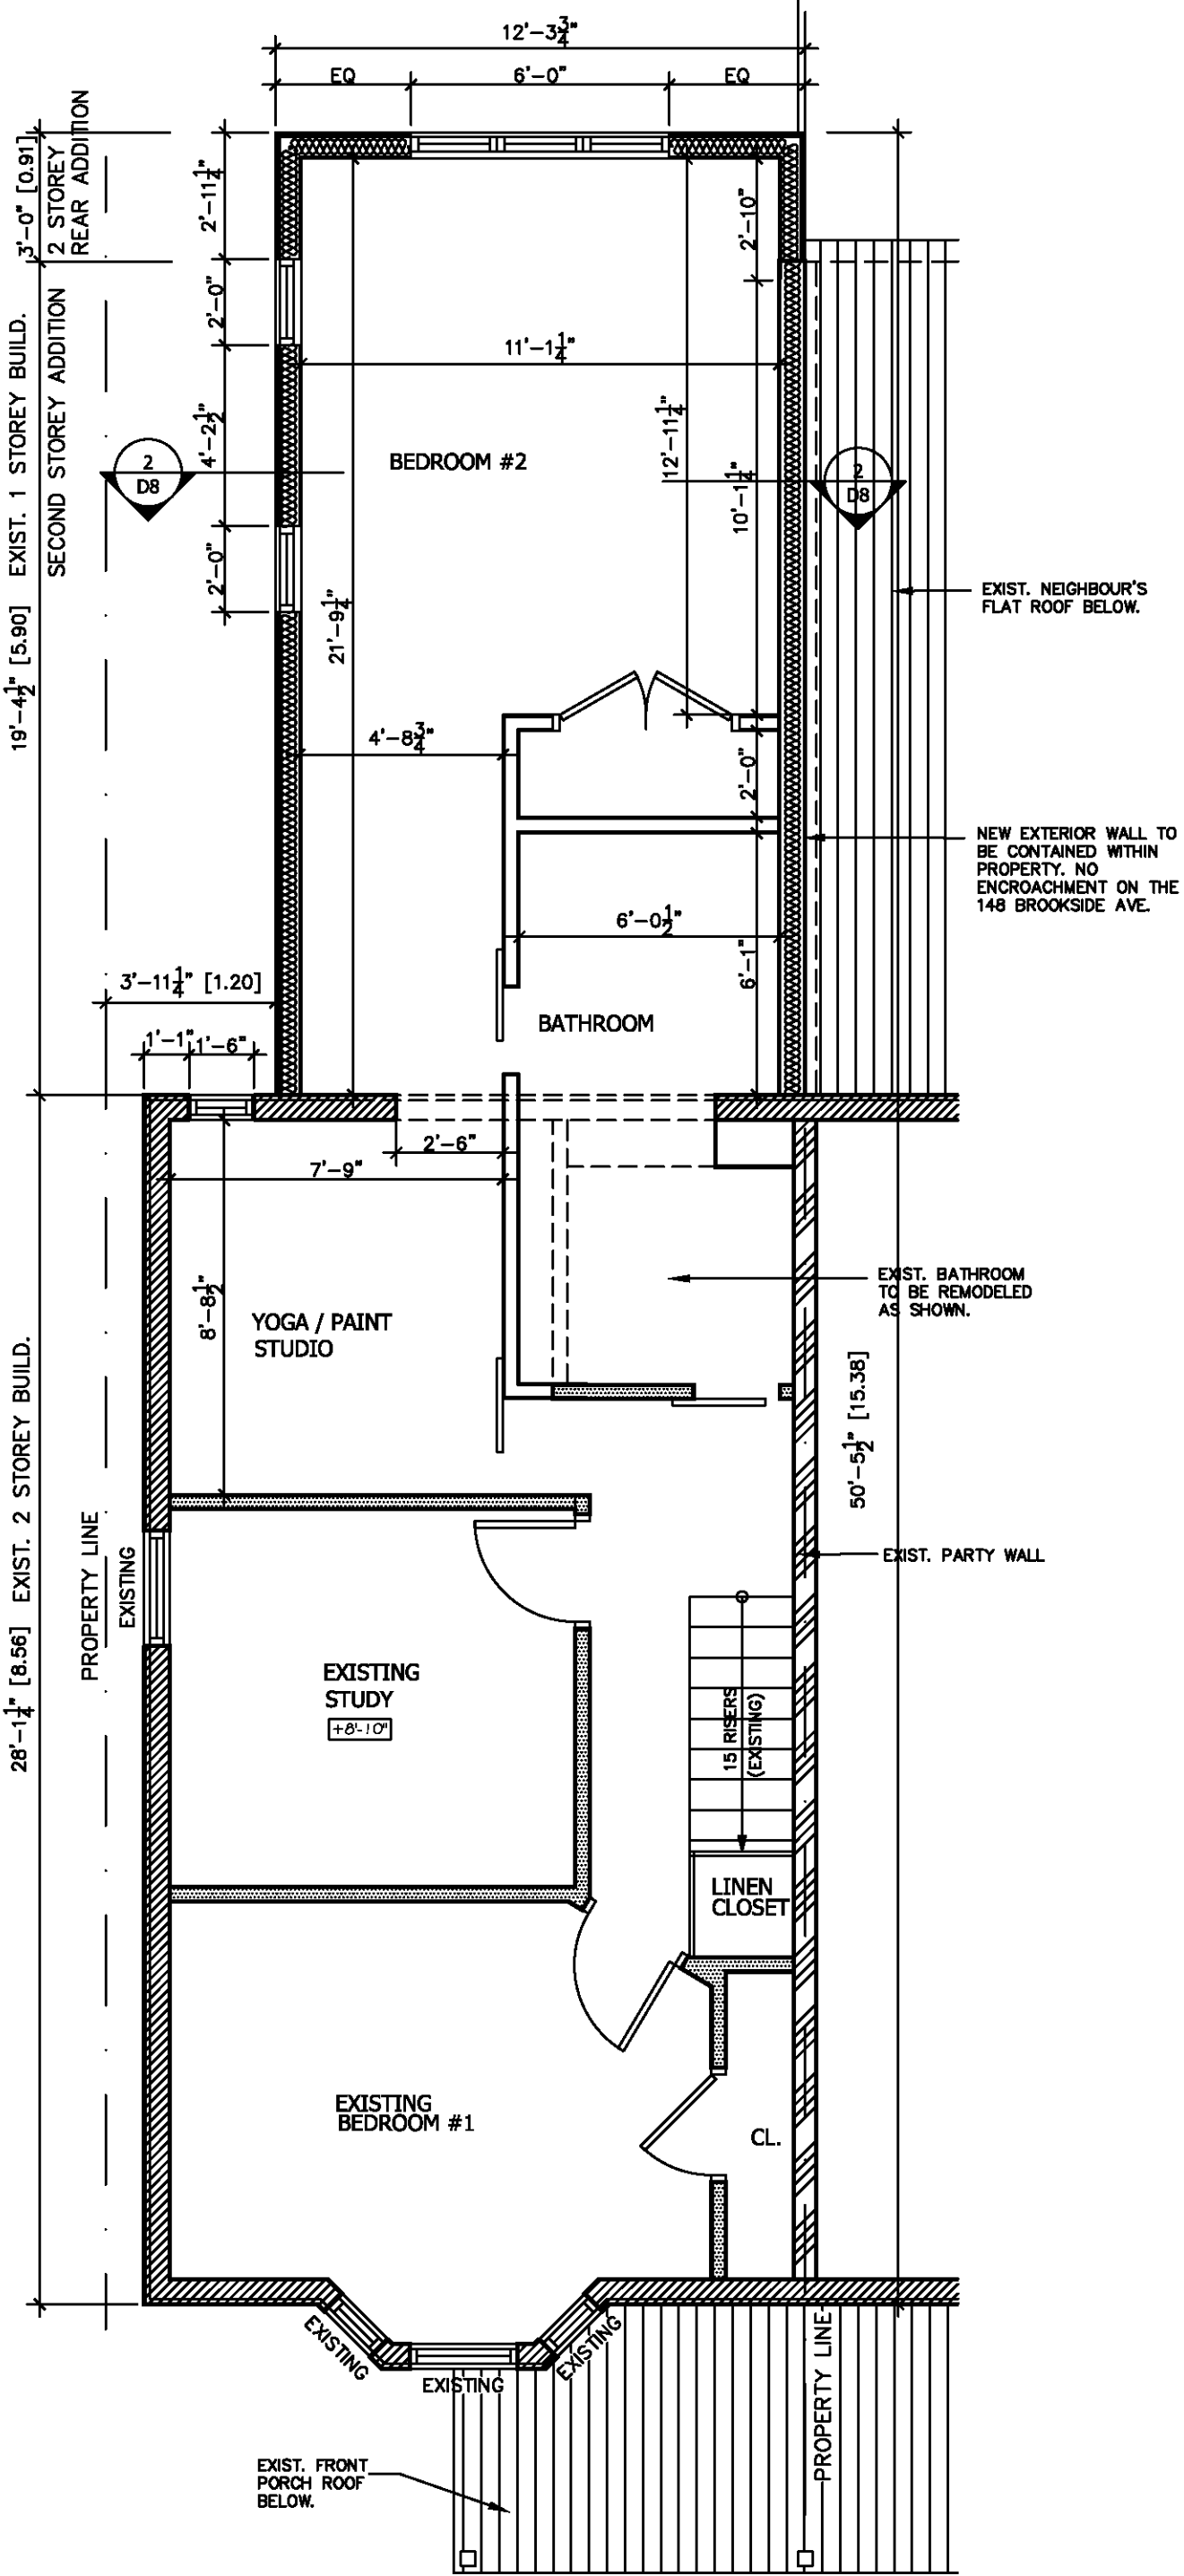 12'-3¾"
EQ
6'-0"
EQ
3'-0" [0.91]
2 STOREY
REAR ADDITION
2'-11¼"
2'-10"
2'-0"
11'-1¼"
19'-4½" [5.90] EXIST. 1 STOREY BUILD.
SECOND STOREY ADDITION
4'-2½"
12'-11¼"
10'-1½"
2
D8
BEDROOM #2
2
D8
2'-0"
21'-9¼"
EXIST. NEIGHBOUR'S
FLAT ROOF BELOW.
4'-8¾"
2'-0"
NEW EXTERIOR WALL TO
BE CONTAINED WITHIN
PROPERTY. NO
ENCROACHMENT ON THE
148 BROOKSIDE AVE.
6'-0½"
6'-1"
3'-11¼" [1.20]
BATHROOM
1'-1"
1'-6"
2'-6"
7'-9"
8'-8½"
YOGA / PAINT
STUDIO
EXIST. BATHROOM
TO BE REMODELED
AS SHOWN.
50'-5½" [15.38]
28'-1¼" [8.56] EXIST. 2 STOREY BUILD.
PROPERTY LINE
EXISTING
EXIST. PARTY WALL
EXISTING
STUDY
+8'-10"
15 RISERS
(EXISTING)
LINEN
CLOSET
EXISTING
BEDROOM #1
CL.
EXISTING
EXISTING
EXISTING
PROPERTY LINE
EXIST. FRONT
PORCH ROOF
BELOW.